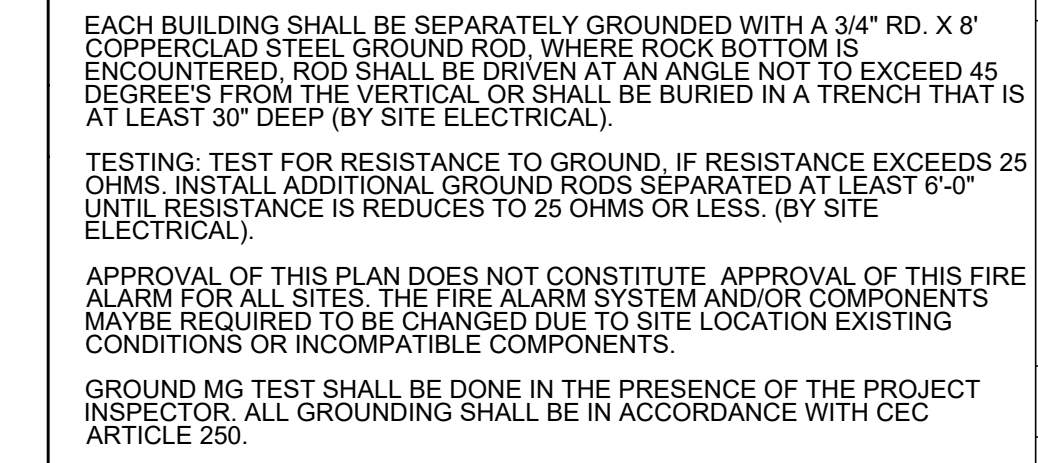 EACH BUILDING SHALL BE SEPARATELY GROUNDED WITH A 3/4" RD. X 8'
COPPERCLAD STEEL GROUND ROD, WHERE ROCK BOTTOM IS
ENCOUNTERED, ROD SHALL BE DRIVEN AT AN ANGLE NOT TO EXCEED 45
DEGREE'S FROM THE VERTICAL OR SHALL BE BURIED IN A TRENCH THAT IS
AT LEAST 30" DEEP (BY SITE ELECTRICAL).
TESTING: TEST FOR RESISTANCE TO GROUND, IF RESISTANCE EXCEEDS 25
OHMS. INSTALL ADDITIONAL GROUND RODS SEPARATED AT LEAST 6'-0"
UNTIL RESISTANCE IS REDUCES TO 25 OHMS OR LESS. (BY SITE
ELECTRICAL).
APPROVAL OF THIS PLAN DOES NOT CONSTITUTE  APPROVAL OF THIS FIRE
ALARM FOR ALL SITES. THE FIRE ALARM SYSTEM AND/OR COMPONENTS
MAYBE REQUIRED TO BE CHANGED DUE TO SITE LOCATION EXISTING
CONDITIONS OR INCOMPATIBLE COMPONENTS.
GROUND MG TEST SHALL BE DONE IN THE PRESENCE OF THE PROJECT
INSPECTOR. ALL GROUNDING SHALL BE IN ACCORDANCE WITH CEC
ARTICLE 250.